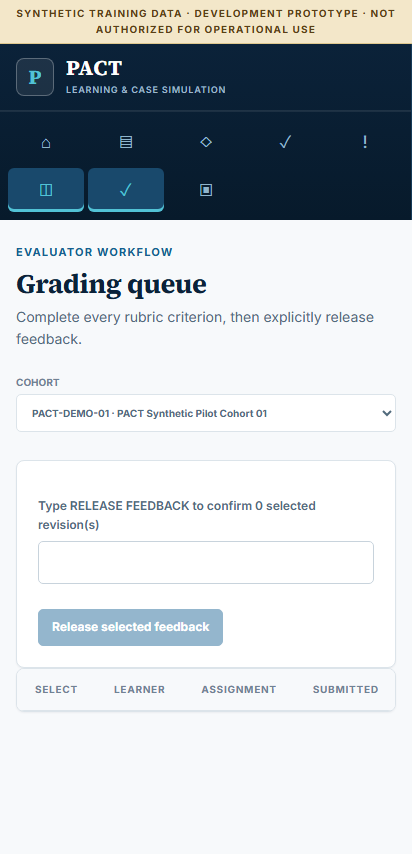 SYNTHETIC TRAINING DATA · DEVELOPMENT PROTOTYPE · NOT
AUTHORIZED FOR OPERATIONAL USE
P
PACT
LEARNING & CASE SIMULATION
EVALUATOR WORKFLOW
Grading queue
Complete every rubric criterion, then explicitly release
feedback.
COHORT
PACT-DEMO-01 · PACT Synthetic Pilot Cohort 01
Type RELEASE FEEDBACK to confirm 0 selected
revision(s)
Release selected feedback
SELECT LEARNER ASSIGNMENT SUBMITTED